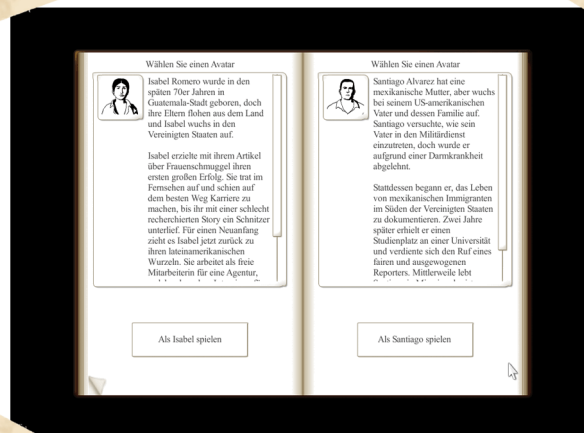 Wählen Sie einen Avatar
Isabel Romero wurde in den
späten 70er Jahren in
Guatemala-Stadt geboren, doch
ihre Eltern flohen aus dem Land
und Isabel wuchs in den
Vereinigten Staaten auf.
Isabel erzielte mit ihrem Artikel
über Frauenschmuggel ihren
ersten großen Erfolg. Sie trat im
Fernsehen auf und schien auf
dem besten Weg Karriere zu
machen, bis ihr mit einer schlecht
recherchierten Story ein Schnitzer
unterlief. Für einen Neuanfang
zieht es Isabel jetzt zurück zu
ihren lateinamerikanischen
Wurzeln. Sie arbeitet als freie
Mitarbeiterin für eine Agentur,
Als Isabel spielen
Wählen Sie einen Avatar
Santiago Alvarez hat eine
mexikanische Mutter, aber wuchs
bei seinem US-amerikanischen
Vater und dessen Familie auf.
Santiago versuchte, wie sein
Vater in den Militärdienst
einzutreten, doch wurde er
aufgrund einer Darmkrankheit
abgelehnt.
Stattdessen begann er, das Leben
von mexikanischen Immigranten
im Süden der Vereinigten Staaten
zu dokumentieren. Zwei Jahre
später erhielt er einen
Studienplatz an einer Universität
und verdiente sich den Ruf eines
fairen und ausgewogenen
Reporters. Mittlerweile lebt
Als Santiago spielen